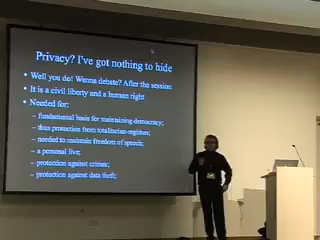 Privacy? I've got nothing to hide
Well you do! Wanna debate? After the session
It is a civil liberty and a human right
Needed for:
– fundamental basis for maintaining democracy;
– thus protection from totalitarian-regimes;
– needed to maintain freedom of speech;
– a personal live;
– protection against crimes;
– protection against data theft;